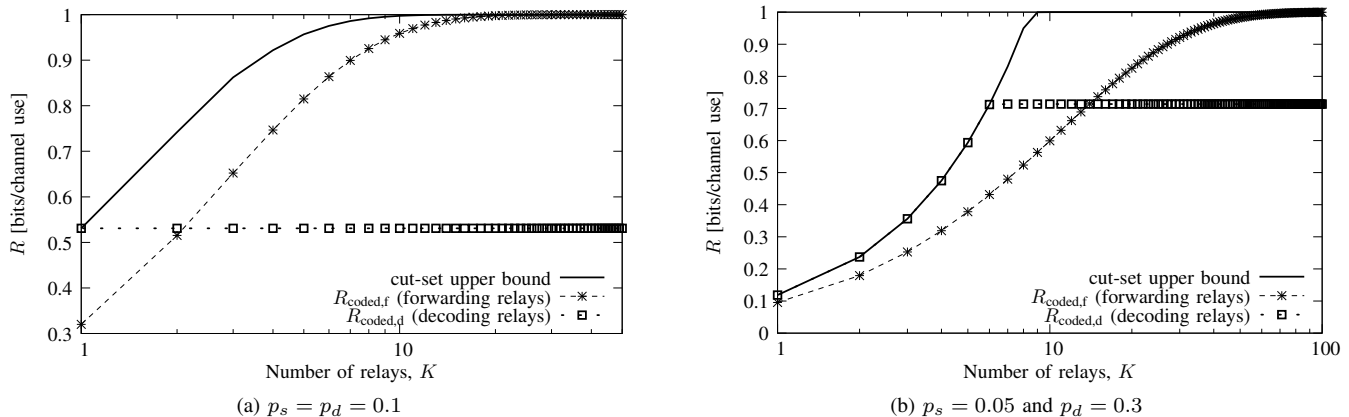 1
0.9
0.8
0.7
0.6
0.5
0.4
0.3
R [bits/channel use]
cut-set upper bound
R_coded,f (forwarding relays)
R_coded,d (decoding relays)
1 10
Number of relays, K
(a) p_s = p_d = 0.1
1
0.9
0.8
0.7
0.6
0.5
0.4
0.3
0.2
0.1
0
R [bits/channel use]
cut-set upper bound
R_coded,f (forwarding relays)
R_coded,d (decoding relays)
1 10 100
Number of relays, K
(b) p_s = 0.05 and p_d = 0.3